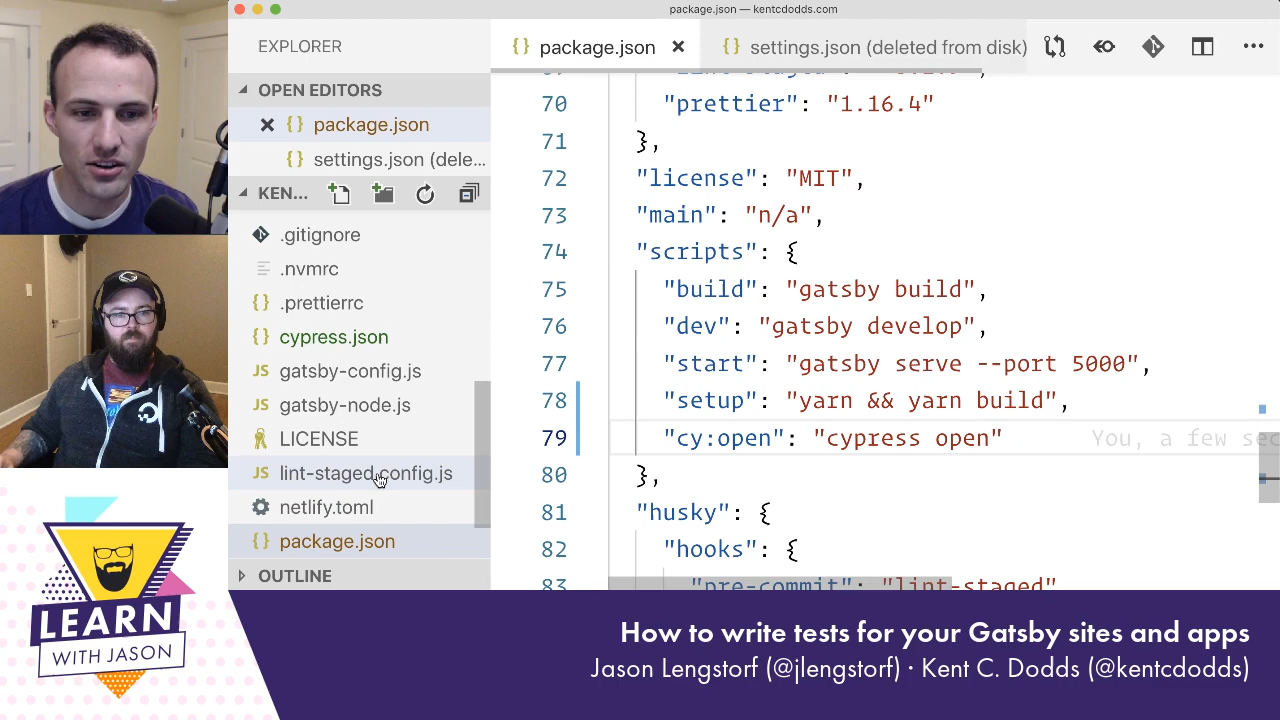 package.json — kentcdodds.com
EXPLORER
OPEN EDITORS
package.json
settings.json (dele...
KEN...
.gitignore
.nvmrc
.prettierrc
cypress.json
gatsby-config.js
gatsby-node.js
LICENSE
lint-staged.config.js
netlify.toml
package.json
OUTLINE
package.json
settings.json (deleted from disk)
70 "prettier": "1.16.4"
71 },
72 "license": "MIT",
73 "main": "n/a",
74 "scripts": {
75 "build": "gatsby build",
76 "dev": "gatsby develop",
77 "start": "gatsby serve --port 5000",
78 "setup": "yarn && yarn build",
79 "cy:open": "cypress open" You, a few sec
80 },
81 "husky": {
82 "hooks": {
83 "pre-commit": "lint-staged"
LEARN
WITH JASON
How to write tests for your Gatsby sites and apps
Jason Lengstorf (@jlengstorf) · Kent C. Dodds (@kentcdodds)